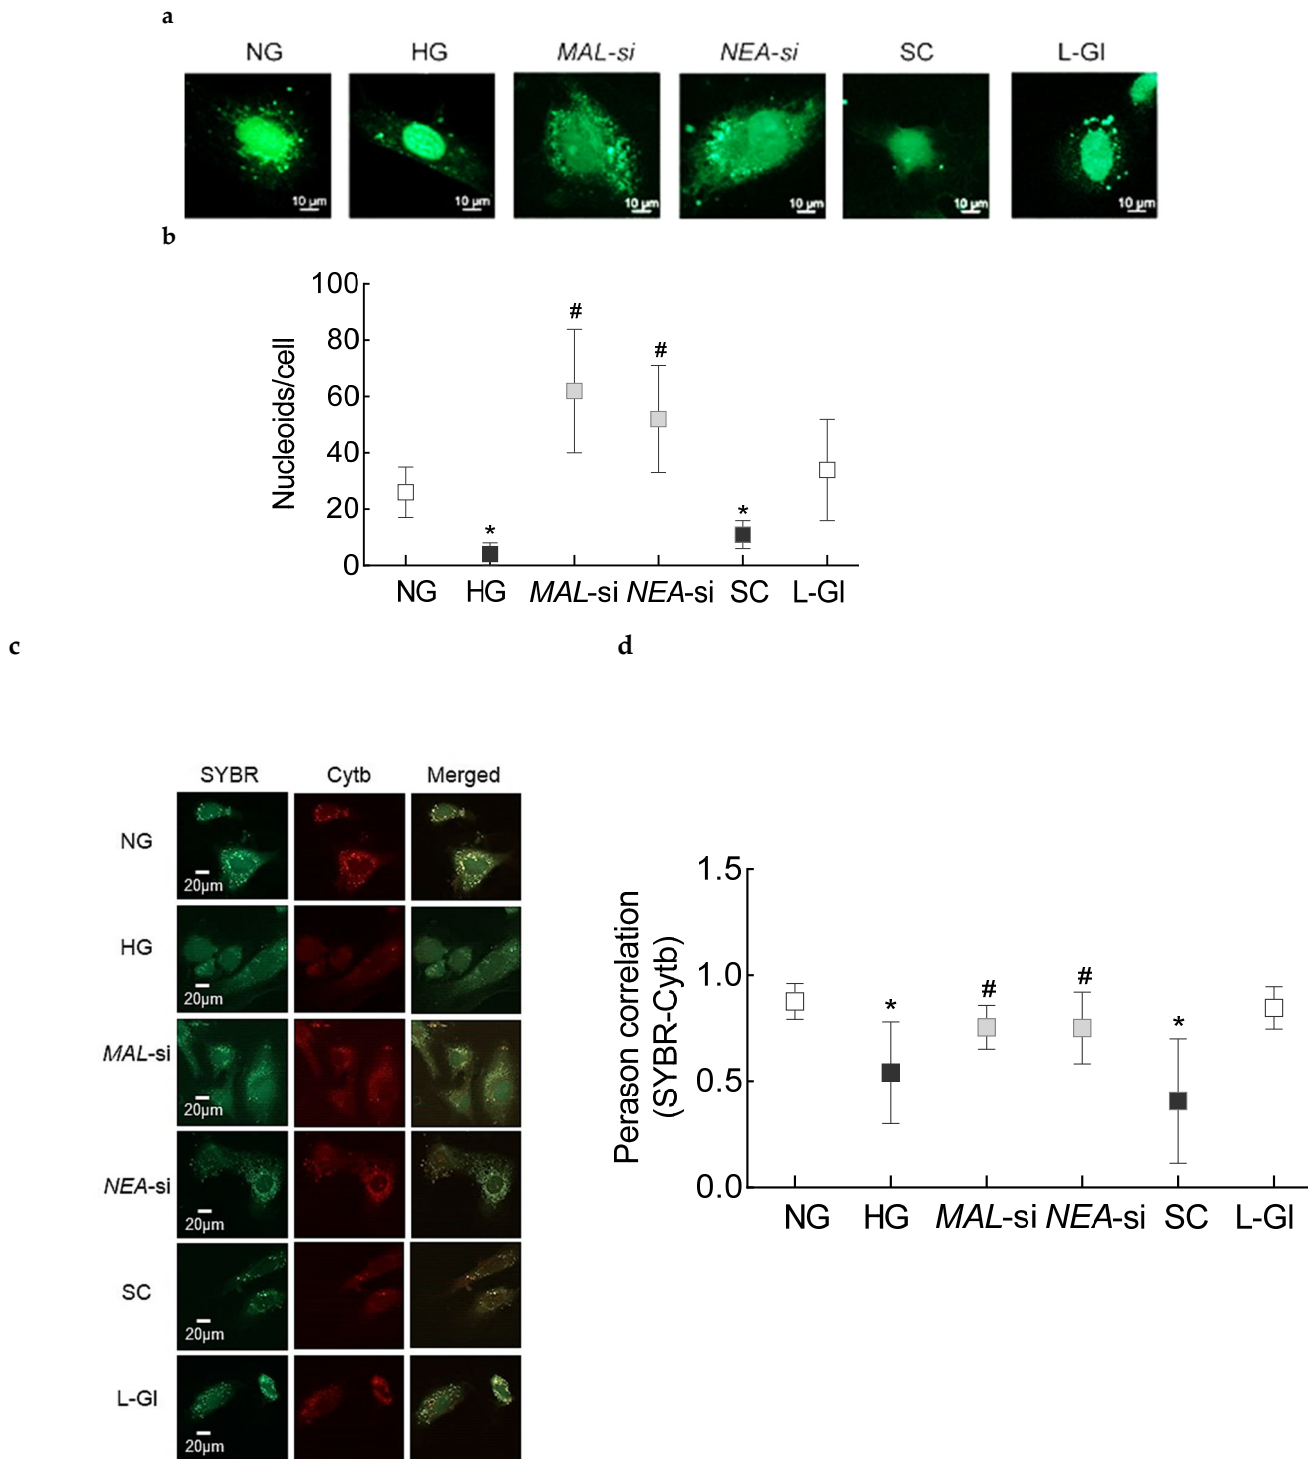 a
NG HG MAL-si NEA-si SC L-Gl
10 µm 10 µm 10 µm 10 µm 10 µm 10 µm
b
Nucleoids/cell
100
80
60
40
20
0
# # * *
NG HG MAL-si NEA-si SC L-Gl
c
SYBR Cytb Merged
NG
20µm
HG
20µm
MAL-si
20µm
NEA-si
20µm
SC
20µm
L-Gl
20µm
d
Perason correlation
(SYBR-Cytb)
1.5
1.0
0.5
0.0
* # # *
NG HG MAL-si NEA-si SC L-Gl